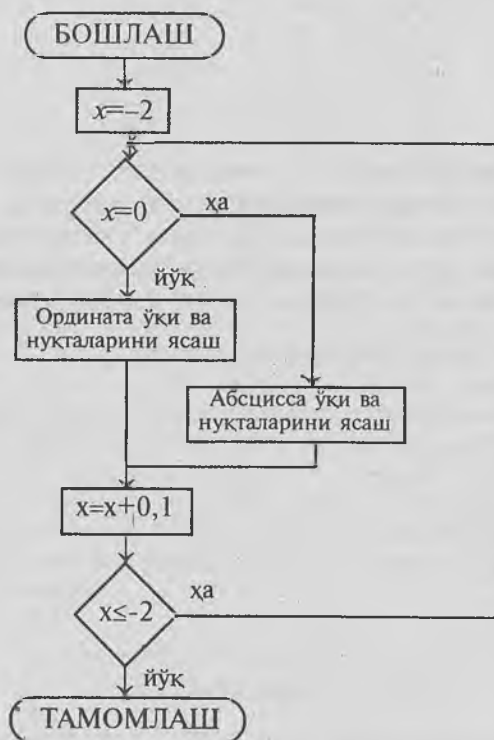 БОШЛАШ
x=–2
x=0
ҳа
йўқ
Ордината ўқи ва
нуқталарини ясаш
Абсцисса ўқи ва
нуқталарини ясаш
x=x+0,1
x≤-2
ҳа
йўқ
ТАМОМЛАШ